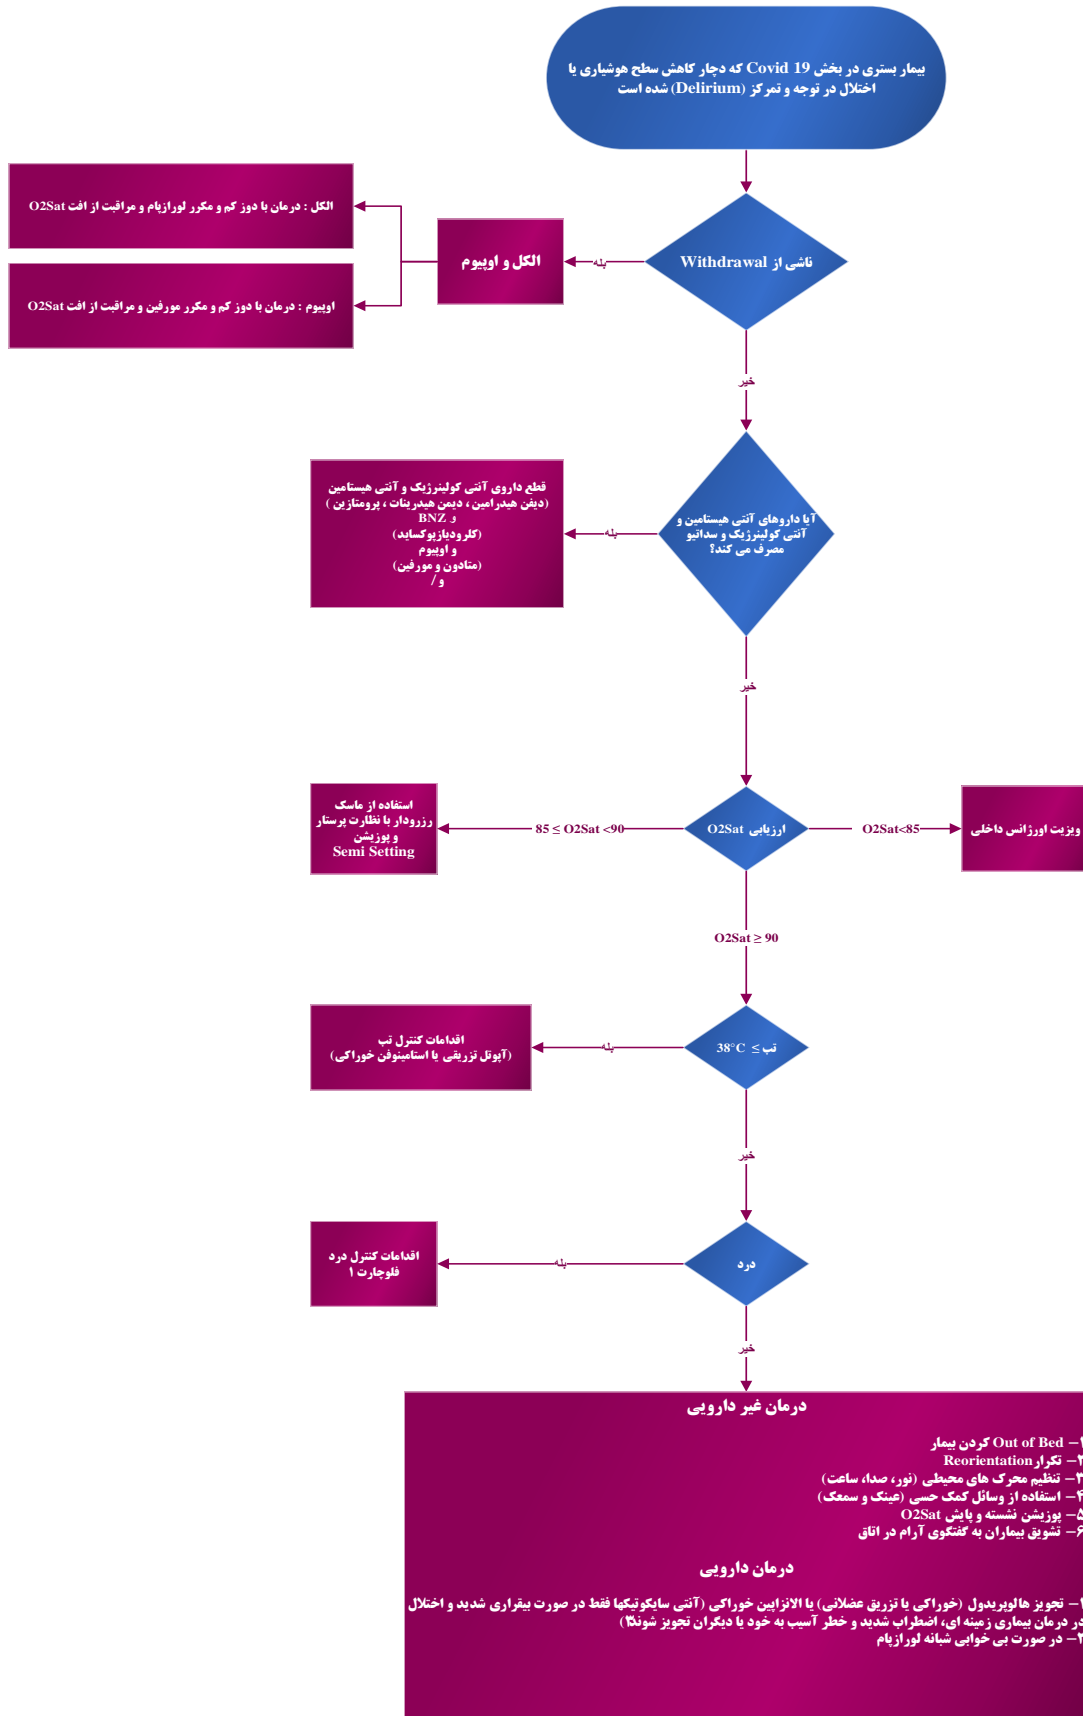 بیمار بستری در بخش Covid 19 که دچار کاهش سطح هوشیاری یا
اختلال در توجه و تمرکز (Delirium) شده است
ناشی از Withdrawal
بله
الکل و اوپیوم
الکل : درمان با دوز کم و مکرر لورازپام و مراقبت از افت O2Sat
اوپیوم : درمان با دوز کم و مکرر مورفین و مراقبت از افت O2Sat
خیر
آیا داروهای آنتی هیستامین و
آنتی کولینرژیک و سداتیو
مصرف می کند؟
بله
قطع داروی آنتی کولینرژیک و آنتی هیستامین
(دیفن هیدرامین ، دیمن هیدرینات ، پرومتازین )
و BNZ
(کلرودیازپوکساید)
و اوپیوم
(متادون و مورفین)
و /
خیر
ارزیابی O2Sat
O2Sat<85
ویزیت اورژانس داخلی
85 ≤ O2Sat <90
استفاده از ماسک
رزرودار با نظارت پرستار
و پوزیشن
Semi Setting
O2Sat ≥ 90
تب ≥ 38°C
بله
اقدامات کنترل تب
(آپوتل تزریقی یا استامینوفن خوراکی)
خیر
درد
بله
اقدامات کنترل درد
فلوچارت ۱
خیر
درمان غیر دارویی
۱– Out of Bed کردن بیمار
۲– تکرار Reorientation
۳– تنظیم محرک های محیطی (نور، صدا، ساعت)
۴– استفاده از وسائل کمک حسی (عینک و سمعک)
۵– پوزیشن نشسته و پایش O2Sat
۶– تشویق بیماران به گفتگوی آرام در اتاق
درمان دارویی
۱– تجویز هالوپریدول (خوراکی یا تزریق عضلانی) یا الانزاپین خوراکی (آنتی سایکوتیکها فقط در صورت بیقراری شدید و اختلال
در درمان بیماری زمینه ای، اضطراب شدید و خطر آسیب به خود یا دیگران تجویز شوند)
۲– در صورت بی خوابی شبانه لورازپام